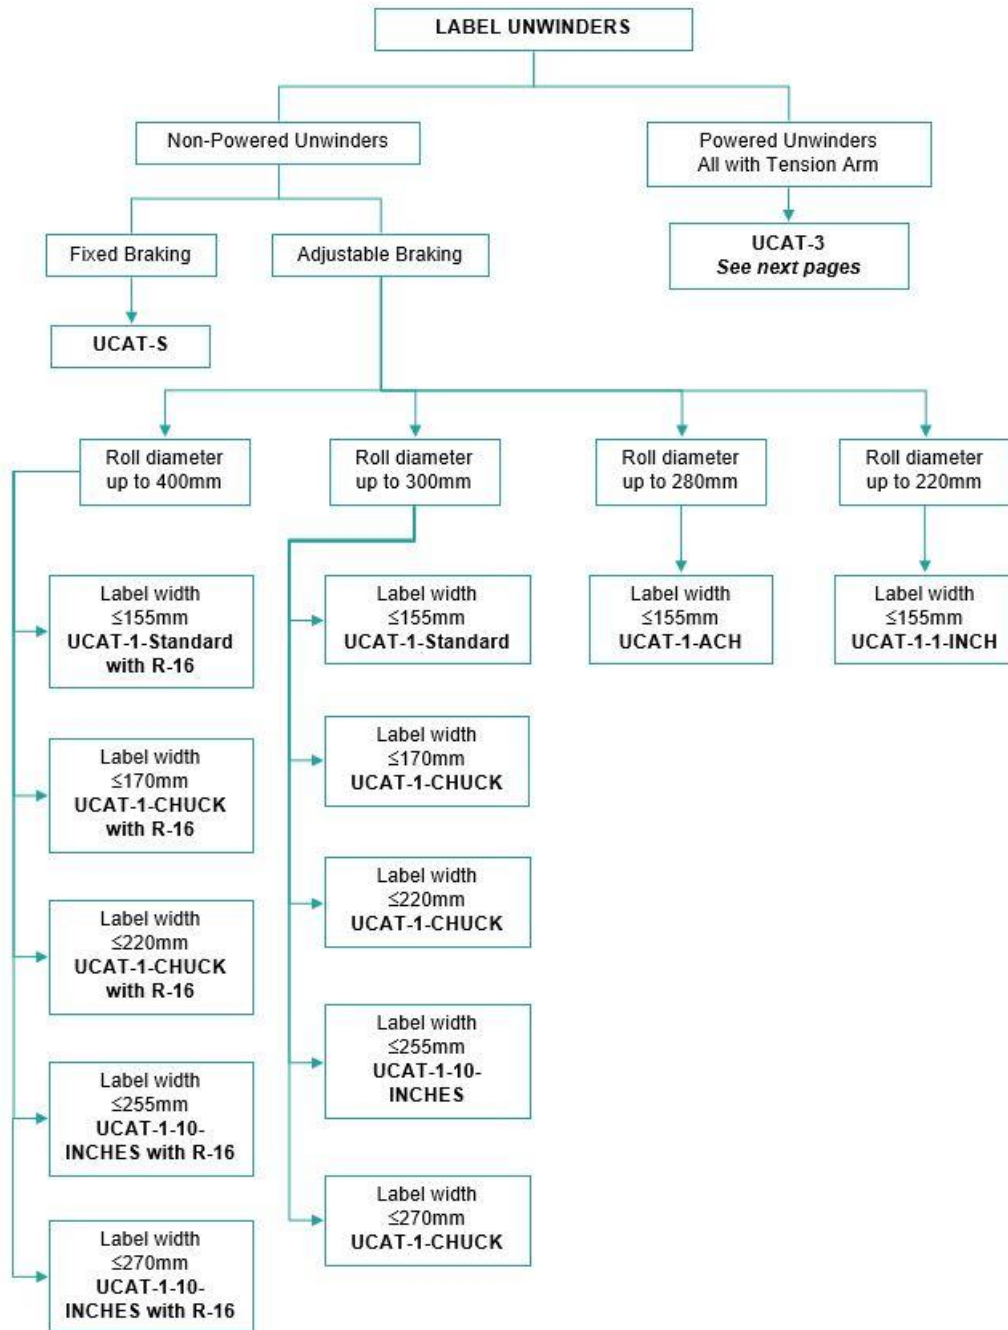 LABEL UNWINDERS
Non-Powered Unwinders
Powered Unwinders
All with Tension Arm
Fixed Braking
Adjustable Braking
UCAT-3
See next pages
UCAT-S
Roll diameter
up to 400mm
Roll diameter
up to 300mm
Roll diameter
up to 280mm
Roll diameter
up to 220mm
Label width
≤155mm
UCAT-1-Standard
with R-16
Label width
≤155mm
UCAT-1-Standard
Label width
≤155mm
UCAT-1-ACH
Label width
≤155mm
UCAT-1-1-INCH
Label width
≤170mm
UCAT-1-CHUCK
with R-16
Label width
≤170mm
UCAT-1-CHUCK
Label width
≤220mm
UCAT-1-CHUCK
with R-16
Label width
≤220mm
UCAT-1-CHUCK
Label width
≤255mm
UCAT-1-10-
INCHES with R-16
Label width
≤255mm
UCAT-1-10-
INCHES
Label width
≤270mm
UCAT-1-10-
INCHES with R-16
Label width
≤270mm
UCAT-1-CHUCK